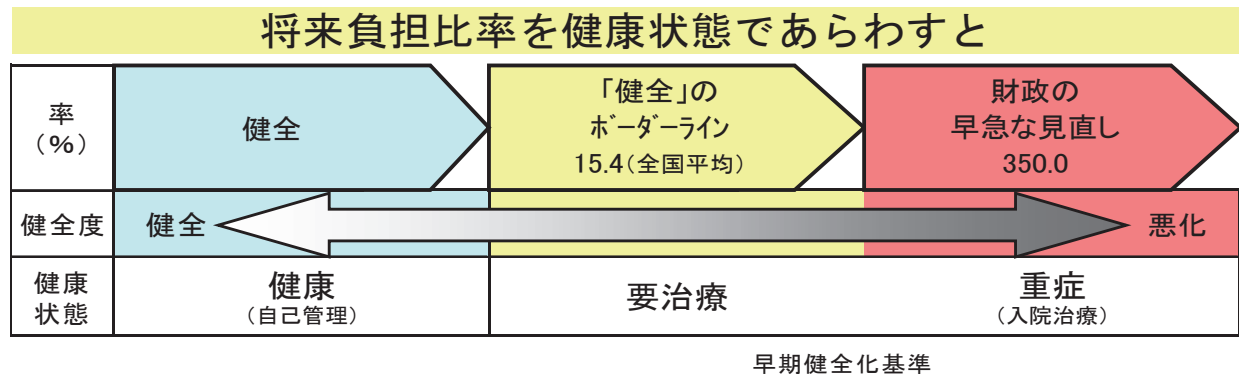 将来負担比率を健康状態であらわすと
率
（％）
健全
「健全」の
ﾎﾞｰﾀﾞｰﾗｲﾝ
15.4（全国平均）
財政の
早急な見直し
350.0
健全度
健全
悪化
健康
状態
健康
（自己管理）
要治療
重症
（入院治療）
早期健全化基準